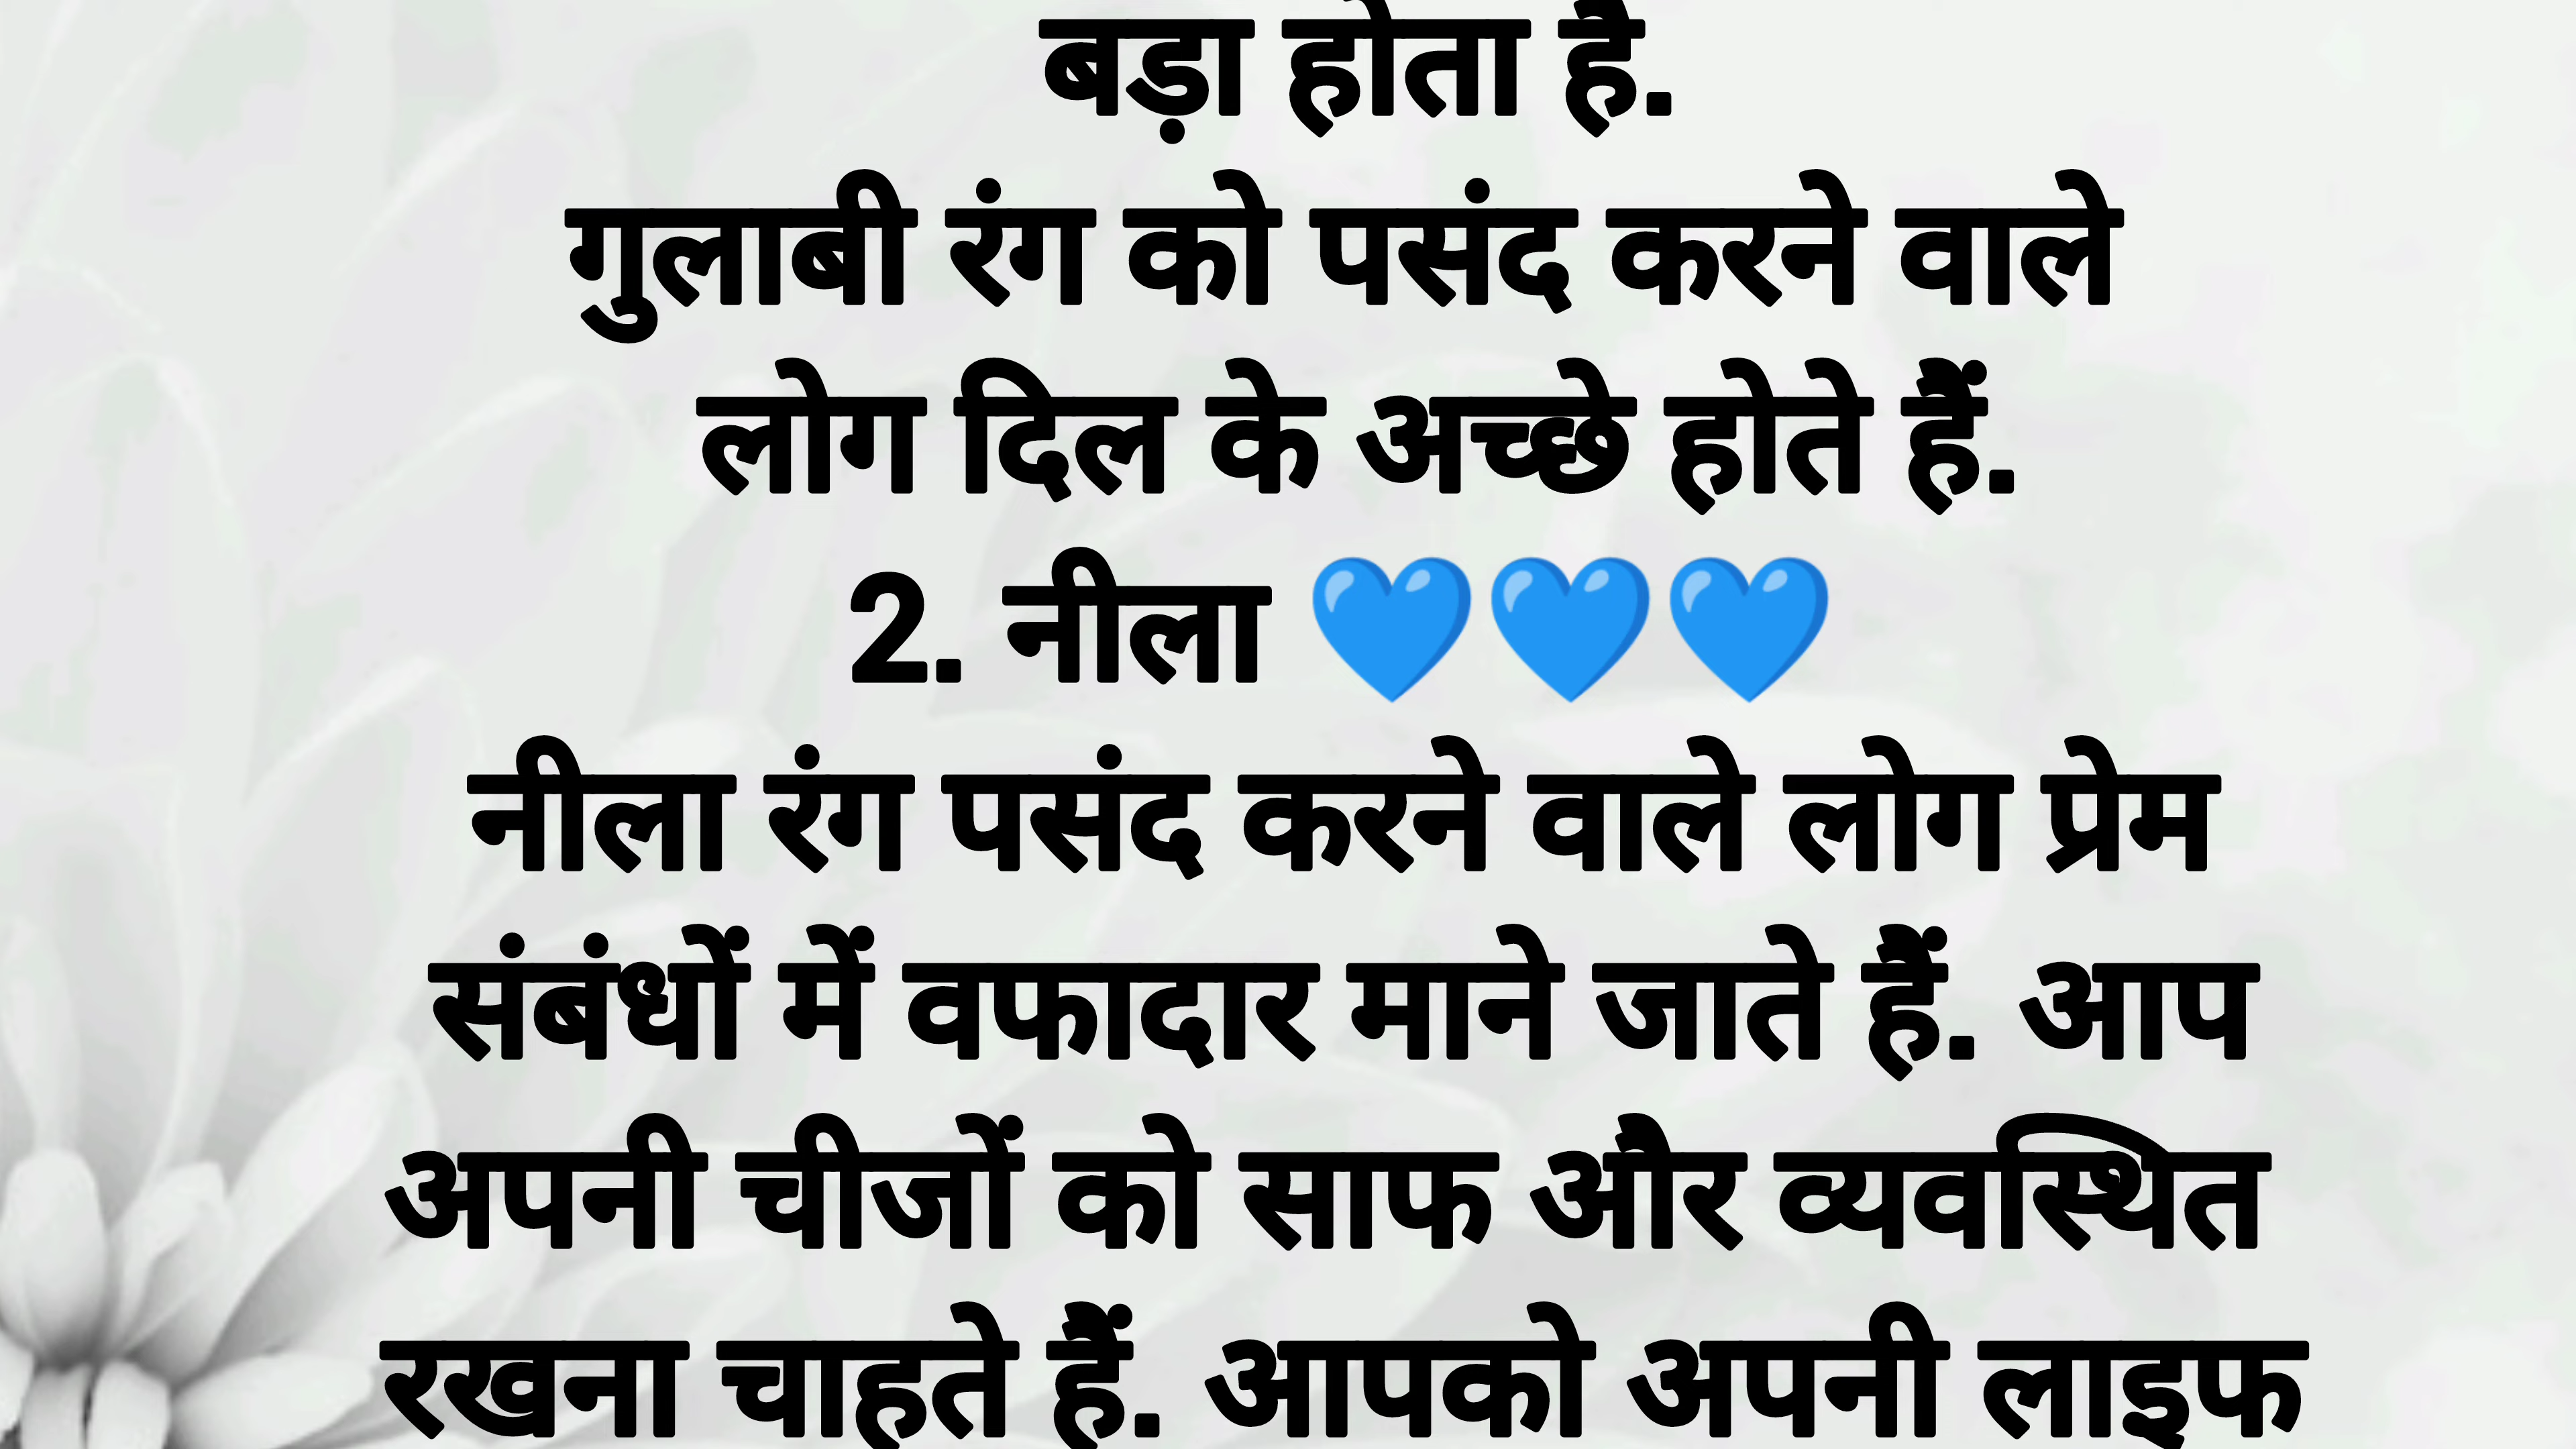 बड़ा होता है.
गुलाबी रंग को पसंद करने वाले
लोग दिल के अच्छे होते हैं.
2. नीला 💙💙💙
नीला रंग पसंद करने वाले लोग प्रेम
संबंधों में वफादार माने जाते हैं. आप
अपनी चीजों को साफ और व्यवस्थित
रखना चाहते हैं. आपको अपनी लाइफ